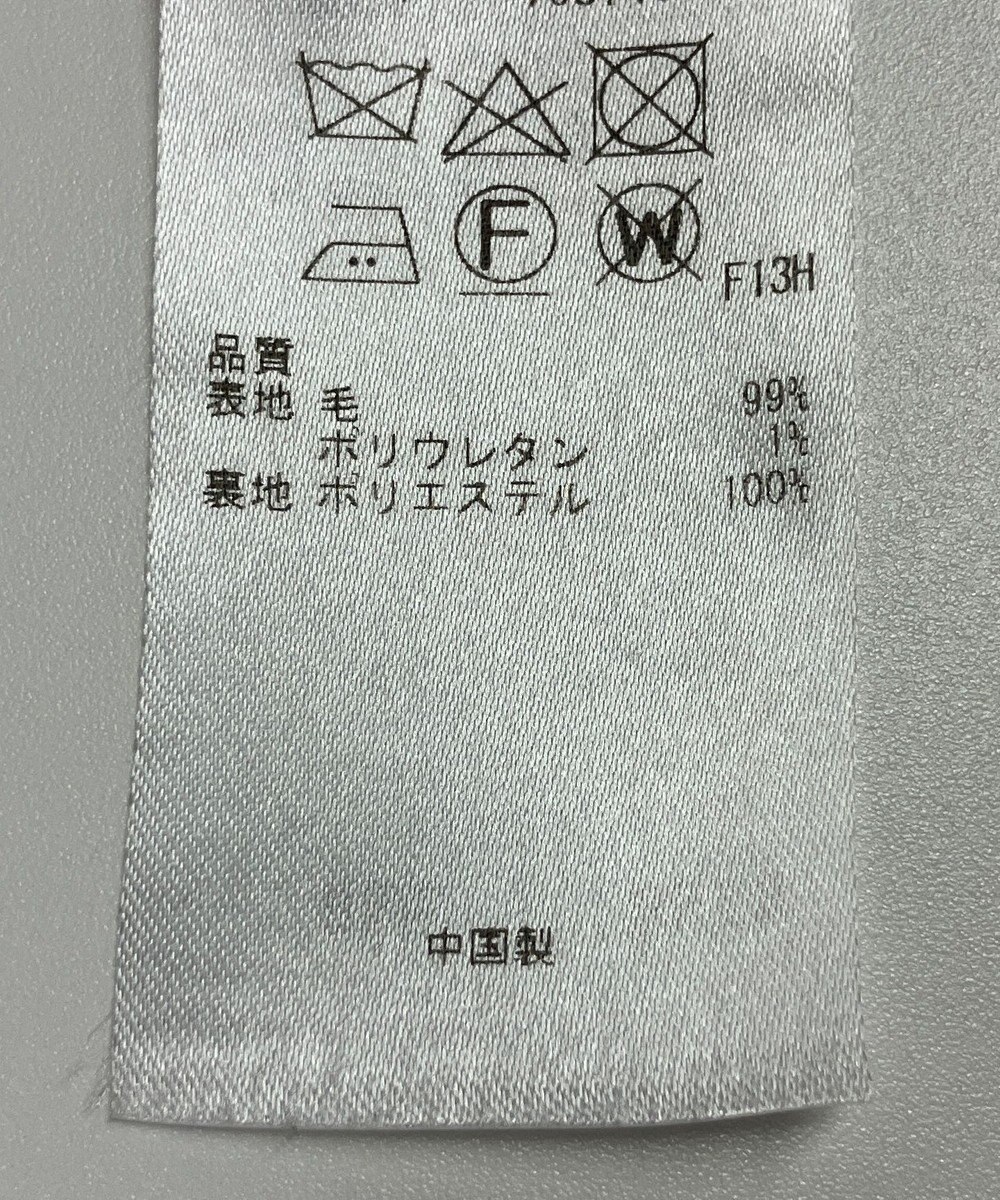 F
W
F13H
品質
表地 毛 99%
ポリウレタン 1%
裏地 ポリエステル 100%
中国製